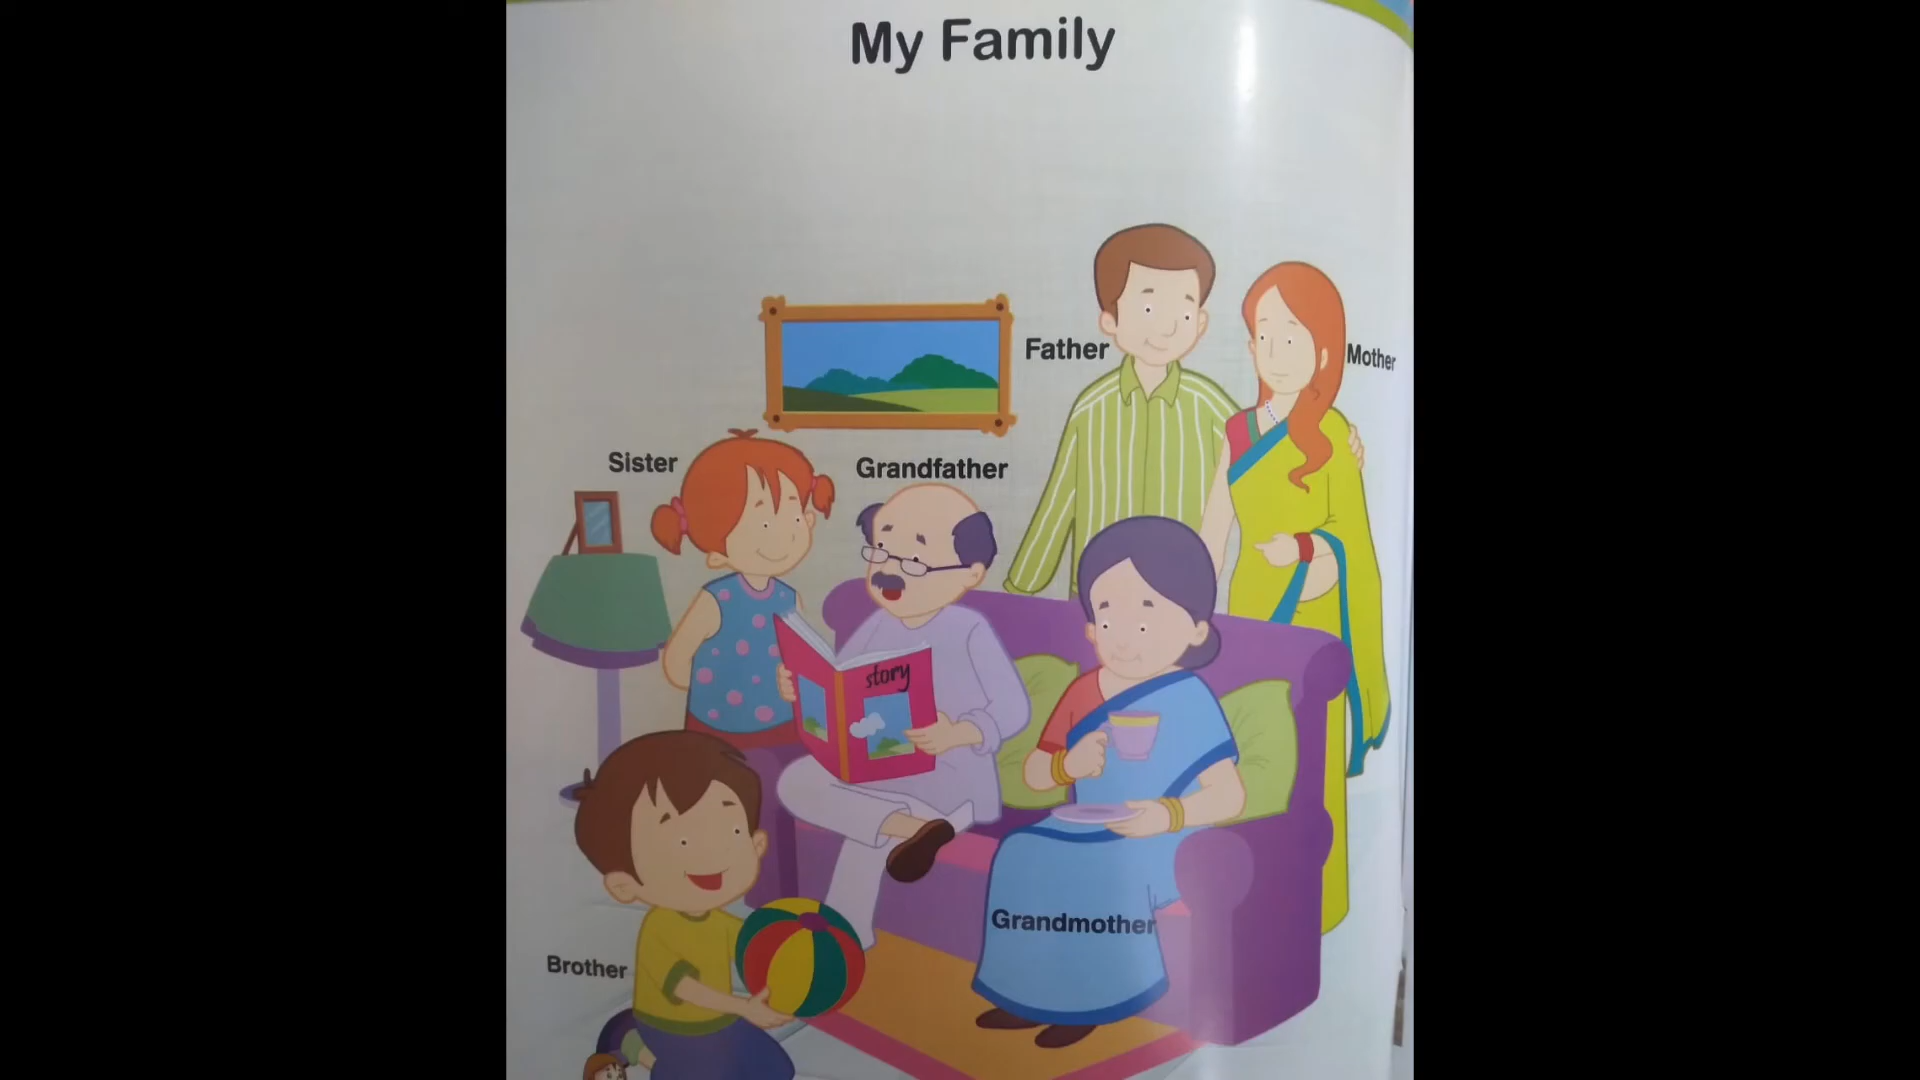 My Family
Father
Mother
Sister
Grandfather
story
Grandmother
Brother